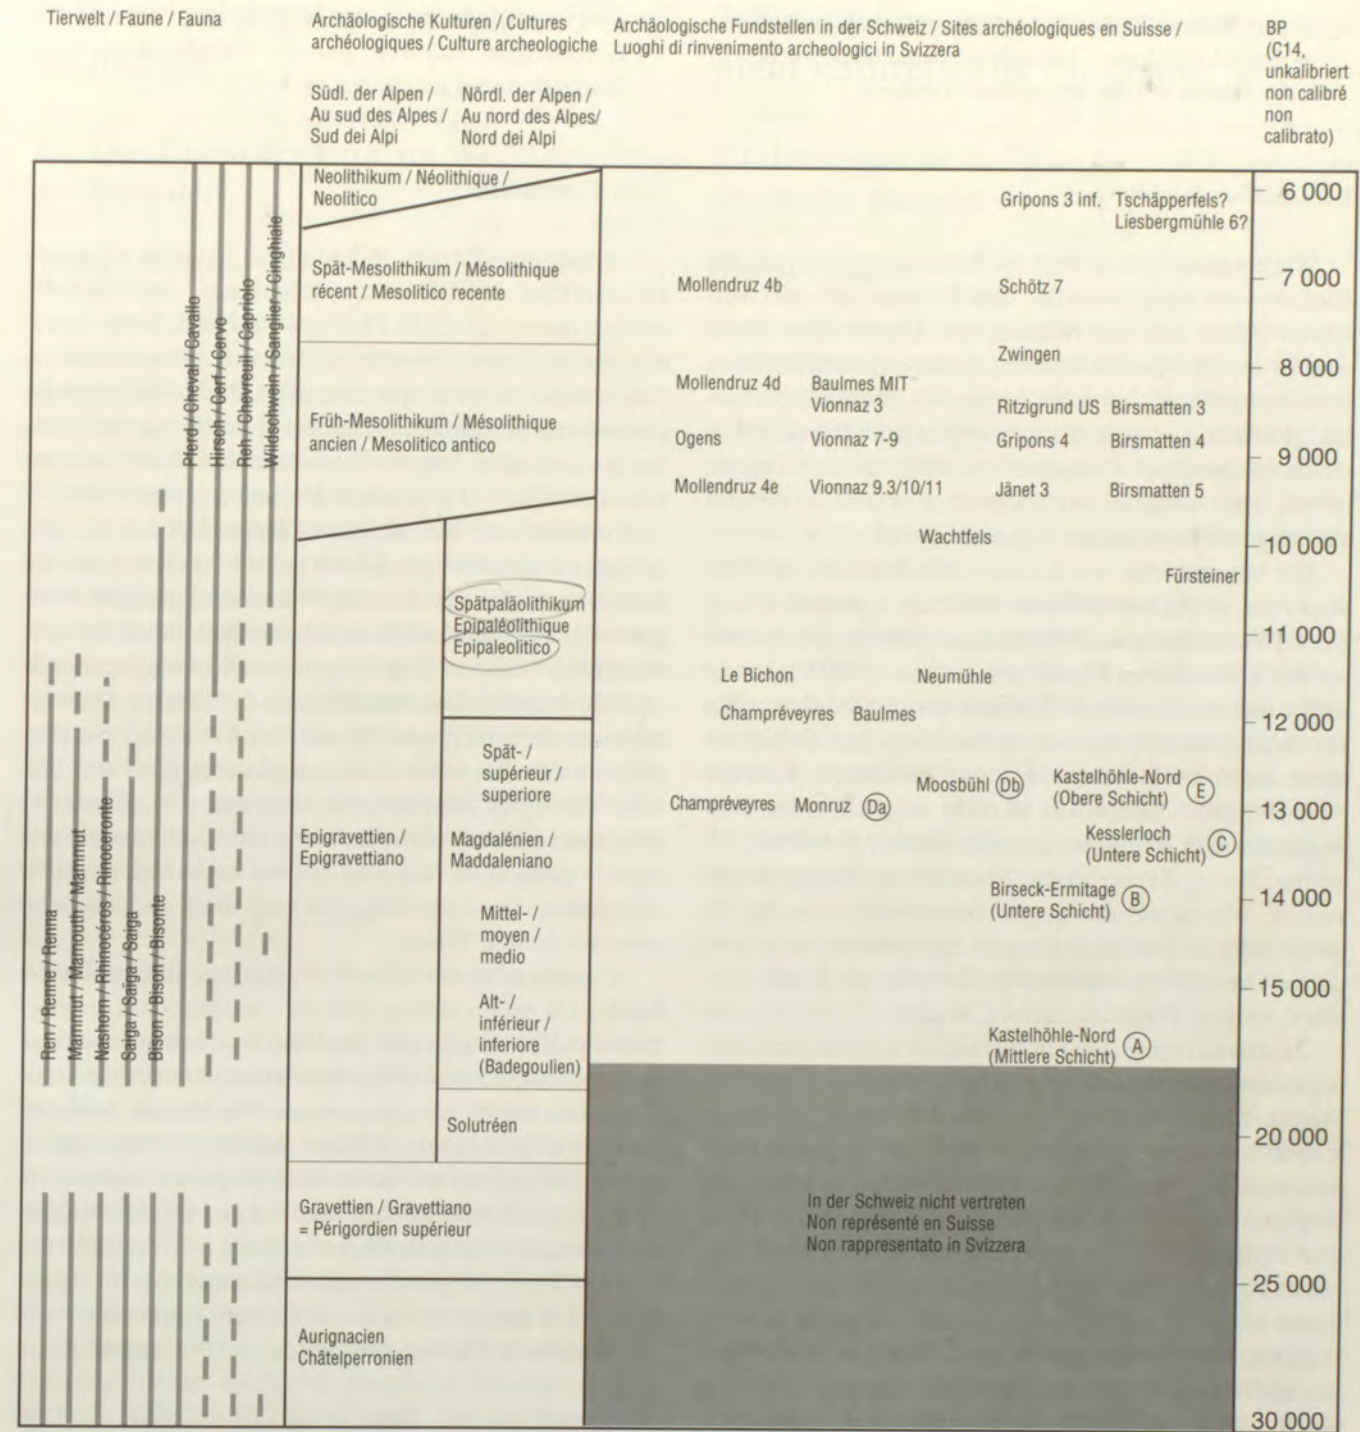 Tierwelt / Faune / Fauna
Archäologische Kulturen / Cultures
archéologiques / Culture archeologiche
Archäologische Fundstellen in der Schweiz / Sites archéologiques en Suisse /
Luoghi di rinvenimento archeologici in Svizzera
BP
(C14,
unkalibriert
non calibré
non
calibrato)
Südl. der Alpen /
Au sud des Alpes /
Sud dei Alpi
Nördl. der Alpen /
Au nord des Alpes/
Nord dei Alpi
Ren / Renne / Renna
Mammut / Mamouth / Mammut
Nashorn / Rhinocéros / Rinoceronte
Saiga / Saïga / Saiga
Bison / Bison / Bisonte
Pferd / Cheval / Cavallo
Hirsch / Cerf / Cervo
Reh / Chevreuil / Capriolo
Wildschwein / Sanglier / Cinghiale
Neolithikum / Néolithique /
Neolitico
Spät-Mesolithikum / Mésolithique
récent / Mesolitico recente
Früh-Mesolithikum / Mésolithique
ancien / Mesolitico antico
Spätpaläolithikum
Epipaléolithique
Epipaleolitico
Spät- /
supérieur /
superiore
Epigravettien /
Epigravettiano
Magdalénien /
Maddaleniano
Mittel- /
moyen /
medio
Alt- /
inférieur /
inferiore
(Badegoulien)
Solutréen
Gravettien / Gravettiano
= Périgordien supérieur
Aurignacien
Châtelperronien
Gripons 3 inf. Tschäpperfels?
Liesbergmühle 6?
Mollendruz 4b Schötz 7
Zwingen
Mollendruz 4d Baulmes MIT
Vionnaz 3 Ritzigrund US Birsmatten 3
Ogens Vionnaz 7-9 Gripons 4 Birsmatten 4
Mollendruz 4e Vionnaz 9.3/10/11 Jänet 3 Birsmatten 5
Wachtfels
Fürsteiner
Le Bichon Neumühle
Champréveyres Baulmes
Moosbühl Db
Kastelhöhle-Nord
(Obere Schicht) E
Champréveyres Monruz Da
Kesslerloch
(Untere Schicht) C
Birseck-Ermitage
(Untere Schicht) B
Kastelhöhle-Nord
(Mittlere Schicht) A
In der Schweiz nicht vertreten
Non représenté en Suisse
Non rappresentato in Svizzera
6 000
7 000
8 000
9 000
10 000
11 000
12 000
13 000
14 000
15 000
20 000
25 000
30 000